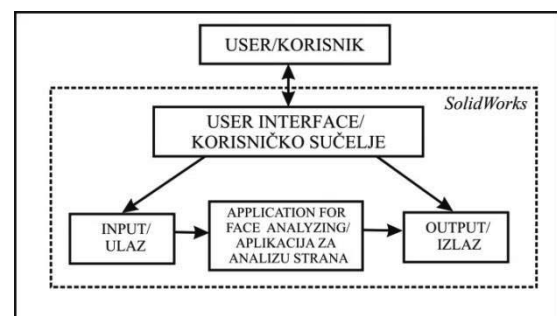 USER/KORISNIK
SolidWorks
USER INTERFACE/
KORISNIČKO SUČELJE
INPUT/
ULAZ
APPLICATION FOR
FACE ANALYZING/
APLIKACIJA ZA
ANALIZU STRANA
OUTPUT/
IZLAZ